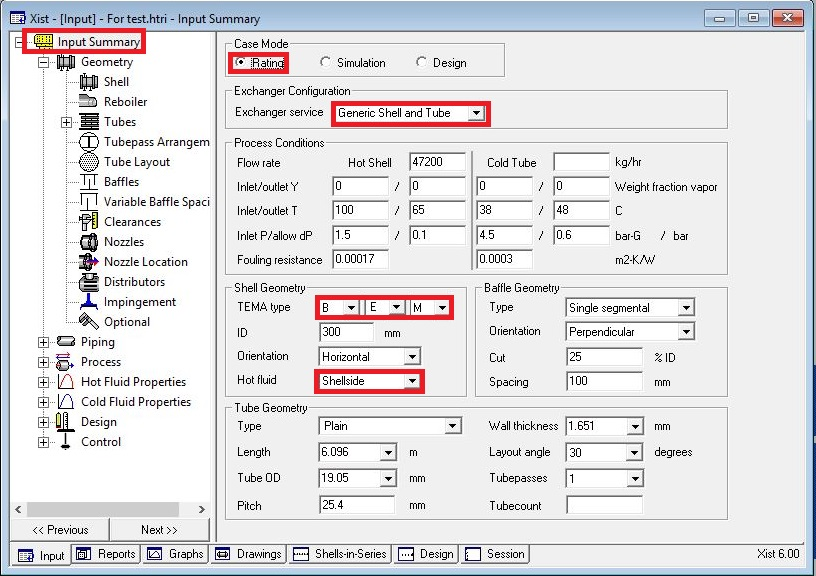 Xist - [Input] - For test.htri - Input Summary
Input Summary
Geometry
Shell
Reboiler
Tubes
Tubepass Arrangem
Tube Layout
Baffles
Variable Baffle Spaci
Clearances
Nozzles
Nozzle Location
Distributors
Impingement
Optional
Piping
Process
Hot Fluid Properties
Cold Fluid Properties
Design
Control
<< Previous
Next >>
Case Mode
Rating Simulation Design
Exchanger Configuration
Exchanger service Generic Shell and Tube
Process Conditions
Flow rate Hot Shell 47200 Cold Tube kg/hr
Inlet/outlet Y 0 / 0 0 / 0 Weight fraction vapor
Inlet/outlet T 100 / 65 38 / 48 C
Inlet P/allow dP 1.5 / 0.1 4.5 / 0.6 bar-G / bar
Fouling resistance 0.00017 0.0003 m2-K/W
Shell Geometry
TEMA type B E M
ID 300 mm
Orientation Horizontal
Hot fluid Shellside
Baffle Geometry
Type Single segmental
Orientation Perpendicular
Cut 25 % ID
Spacing 100 mm
Tube Geometry
Type Plain
Length 6.096 m
Tube OD 19.05 mm
Pitch 25.4 mm
Wall thickness 1.651 mm
Layout angle 30 degrees
Tubepasses 1
Tubecount
Input Reports Graphs Drawings Shells-in-Series Design Session Xist 6.00